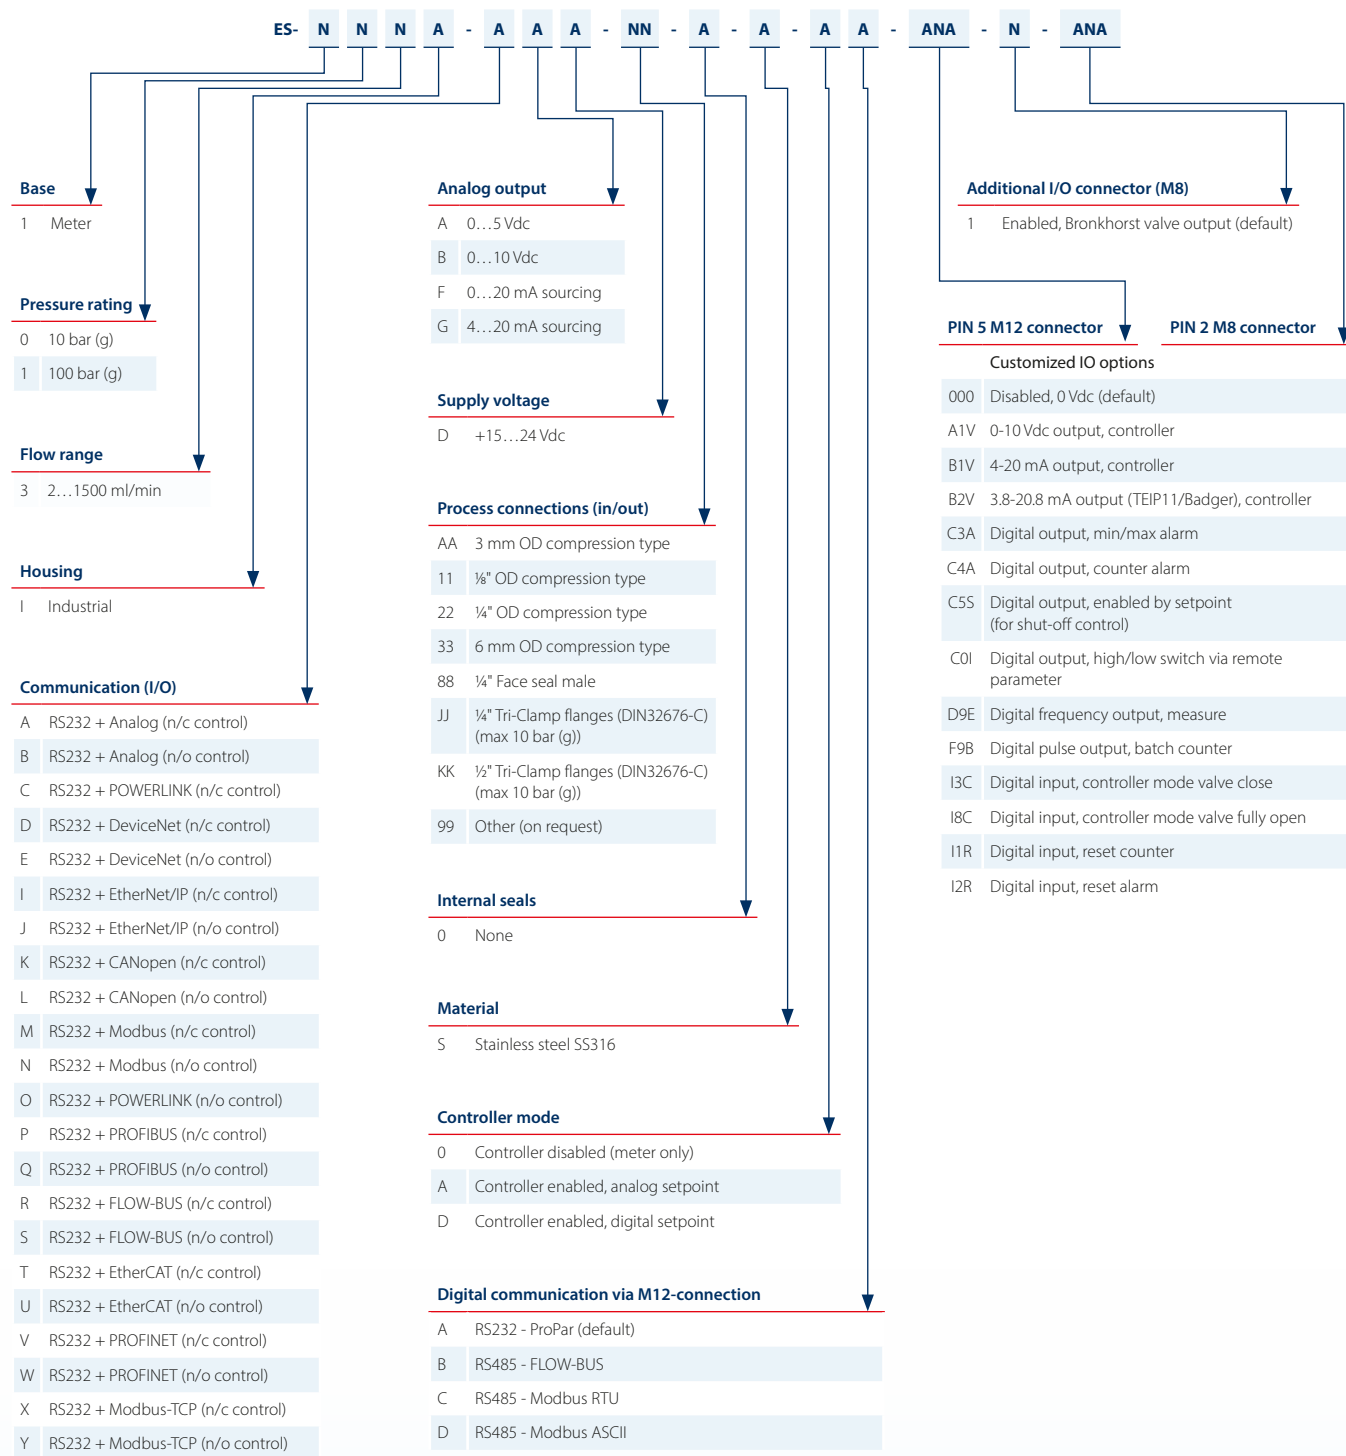 ES- N N N A - A A A - NN - A - A - A A - ANA - N - ANA
Base
1 Meter
Pressure rating
0 10 bar (g)
1 100 bar (g)
Flow range
3 2…1500 ml/min
Housing
I Industrial
Communication (I/O)
A RS232 + Analog (n/c control)
B RS232 + Analog (n/o control)
C RS232 + POWERLINK (n/c control)
D RS232 + DeviceNet (n/c control)
E RS232 + DeviceNet (n/o control)
I RS232 + EtherNet/IP (n/c control)
J RS232 + EtherNet/IP (n/o control)
K RS232 + CANopen (n/c control)
L RS232 + CANopen (n/o control)
M RS232 + Modbus (n/c control)
N RS232 + Modbus (n/o control)
O RS232 + POWERLINK (n/o control)
P RS232 + PROFIBUS (n/c control)
Q RS232 + PROFIBUS (n/o control)
R RS232 + FLOW-BUS (n/c control)
S RS232 + FLOW-BUS (n/o control)
T RS232 + EtherCAT (n/c control)
U RS232 + EtherCAT (n/o control)
V RS232 + PROFINET (n/c control)
W RS232 + PROFINET (n/o control)
X RS232 + Modbus-TCP (n/c control)
Y RS232 + Modbus-TCP (n/o control)
Analog output
A 0…5 Vdc
B 0…10 Vdc
F 0…20 mA sourcing
G 4…20 mA sourcing
Supply voltage
D +15…24 Vdc
Process connections (in/out)
AA 3 mm OD compression type
11 ⅛" OD compression type
22 ¼" OD compression type
33 6 mm OD compression type
88 ¼" Face seal male
JJ ¼" Tri-Clamp flanges (DIN32676-C)
(max 10 bar (g))
KK ½" Tri-Clamp flanges (DIN32676-C)
(max 10 bar (g))
99 Other (on request)
Internal seals
0 None
Material
S Stainless steel SS316
Controller mode
0 Controller disabled (meter only)
A Controller enabled, analog setpoint
D Controller enabled, digital setpoint
Digital communication via M12-connection
A RS232 - ProPar (default)
B RS485 - FLOW-BUS
C RS485 - Modbus RTU
D RS485 - Modbus ASCII
Additional I/O connector (M8)
1 Enabled, Bronkhorst valve output (default)
PIN 5 M12 connector PIN 2 M8 connector
Customized IO options
000 Disabled, 0 Vdc (default)
A1V 0-10 Vdc output, controller
B1V 4-20 mA output, controller
B2V 3.8-20.8 mA output (TEIP11/Badger), controller
C3A Digital output, min/max alarm
C4A Digital output, counter alarm
C5S Digital output, enabled by setpoint
(for shut-off control)
C0I Digital output, high/low switch via remote
parameter
D9E Digital frequency output, measure
F9B Digital pulse output, batch counter
I3C Digital input, controller mode valve close
I8C Digital input, controller mode valve fully open
I1R Digital input, reset counter
I2R Digital input, reset alarm